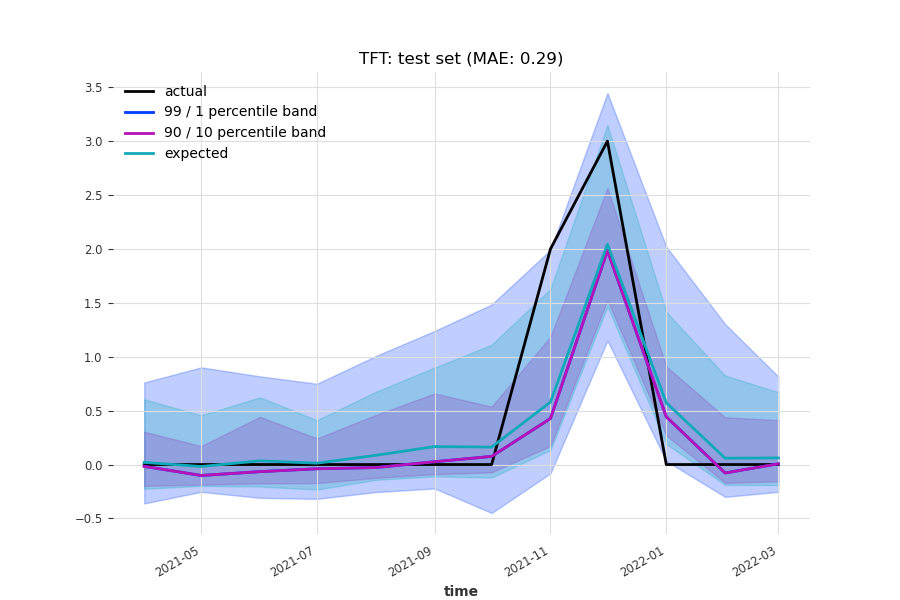 TFT: test set (MAE: 0.29)
actual
99 / 1 percentile band
90 / 10 percentile band
expected
3.5
3.0
2.5
2.0
1.5
1.0
0.5
0.0
−0.5
2021-05
2021-07
2021-09
2021-11
2022-01
2022-03
time